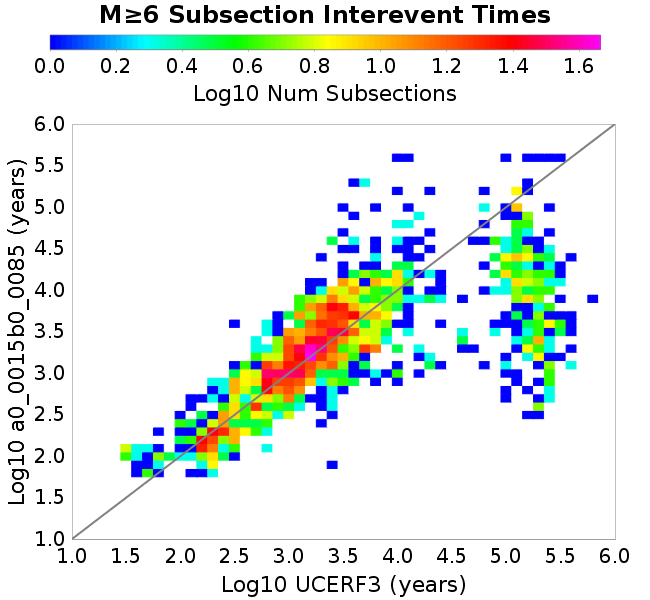 M≥6 Subsection Interevent Times
0.0 0.2 0.4 0.6 0.8 1.0 1.2 1.4 1.6
Log10 Num Subsections
Log10 a0_0015b0_0085 (years)
6.0
5.5
5.0
4.5
4.0
3.5
3.0
2.5
2.0
1.5
1.0
1.0 1.5 2.0 2.5 3.0 3.5 4.0 4.5 5.0 5.5 6.0
Log10 UCERF3 (years)